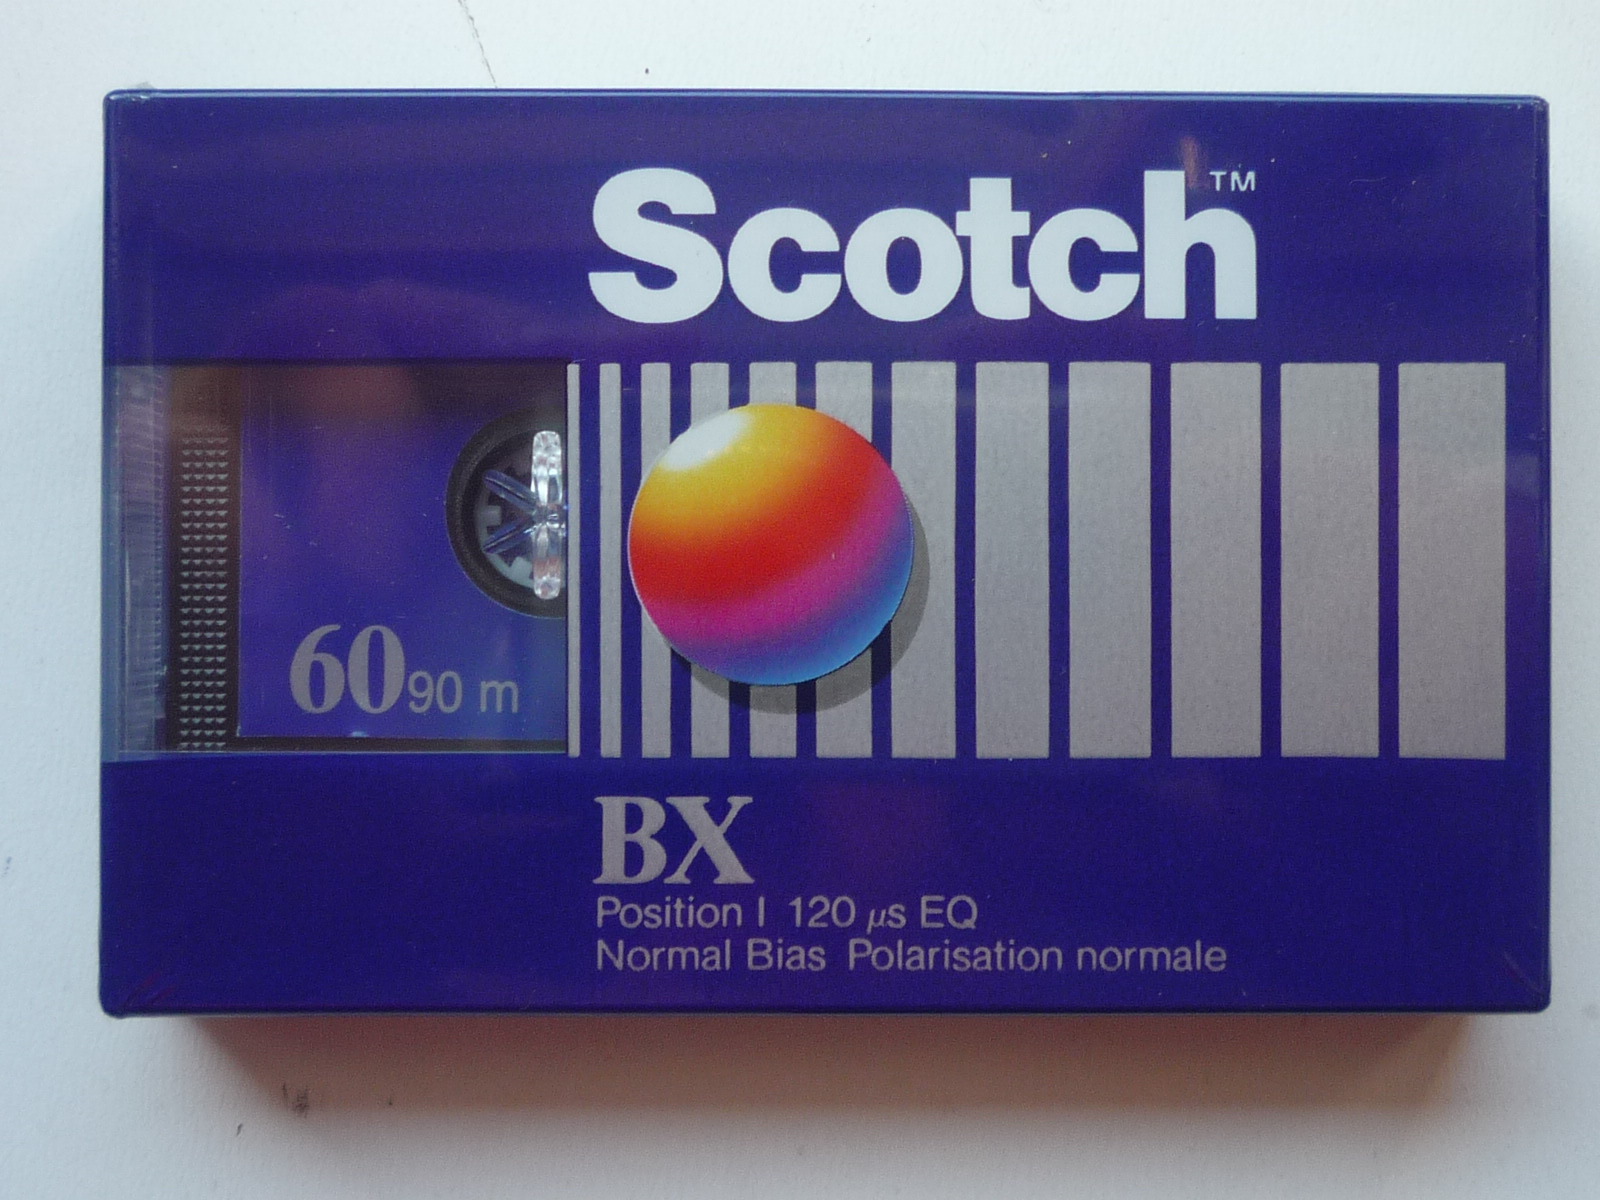 Scotch™
60 90 m
BX
Position I 120 µs EQ
Normal Bias Polarisation normale